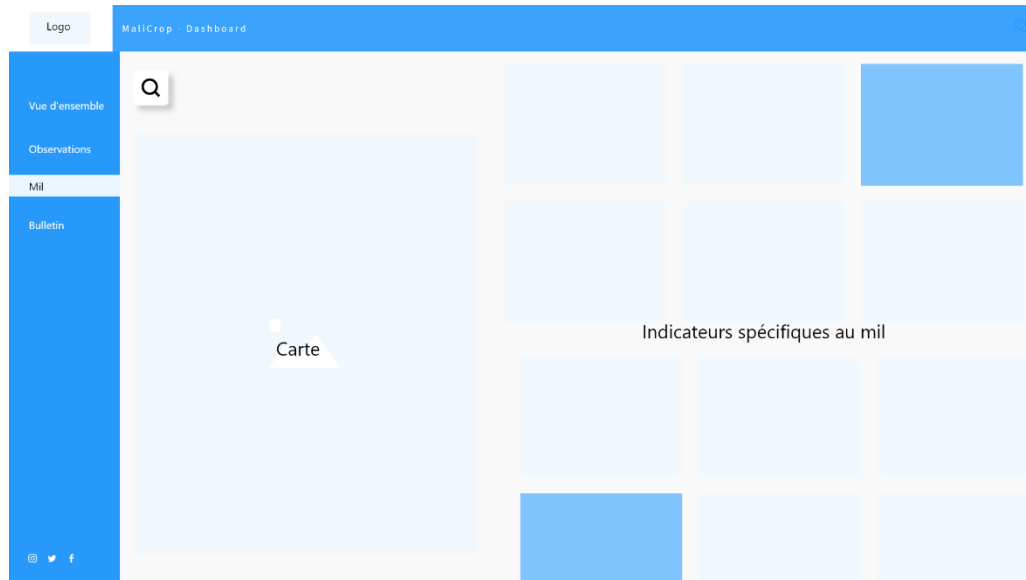 Logo
MaliCrop - Dashboard
Vue d'ensemble
Observations
Mil
Bulletin
Carte
Indicateurs spécifiques au mil